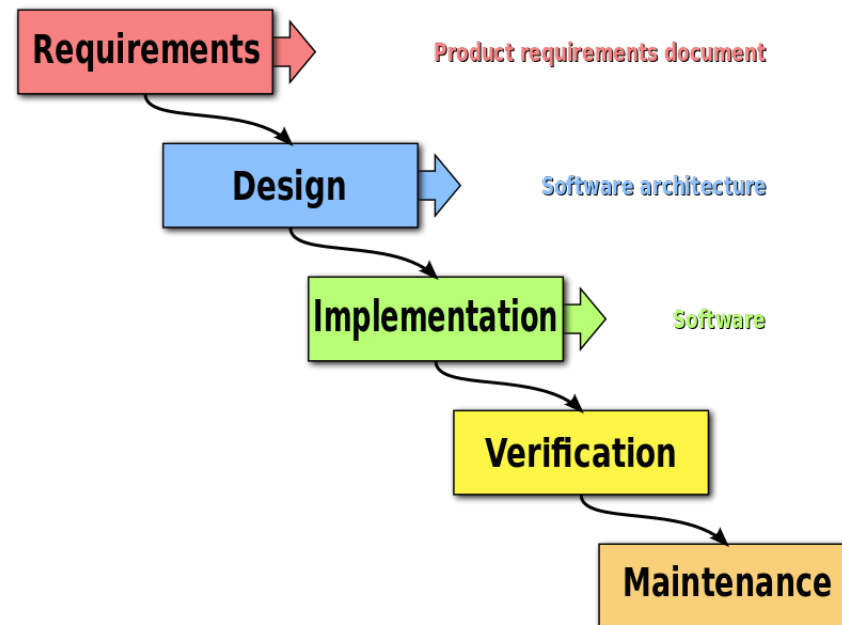 Requirements
Product requirements document
Design
Software architecture
Implementation
Software
Verification
Maintenance